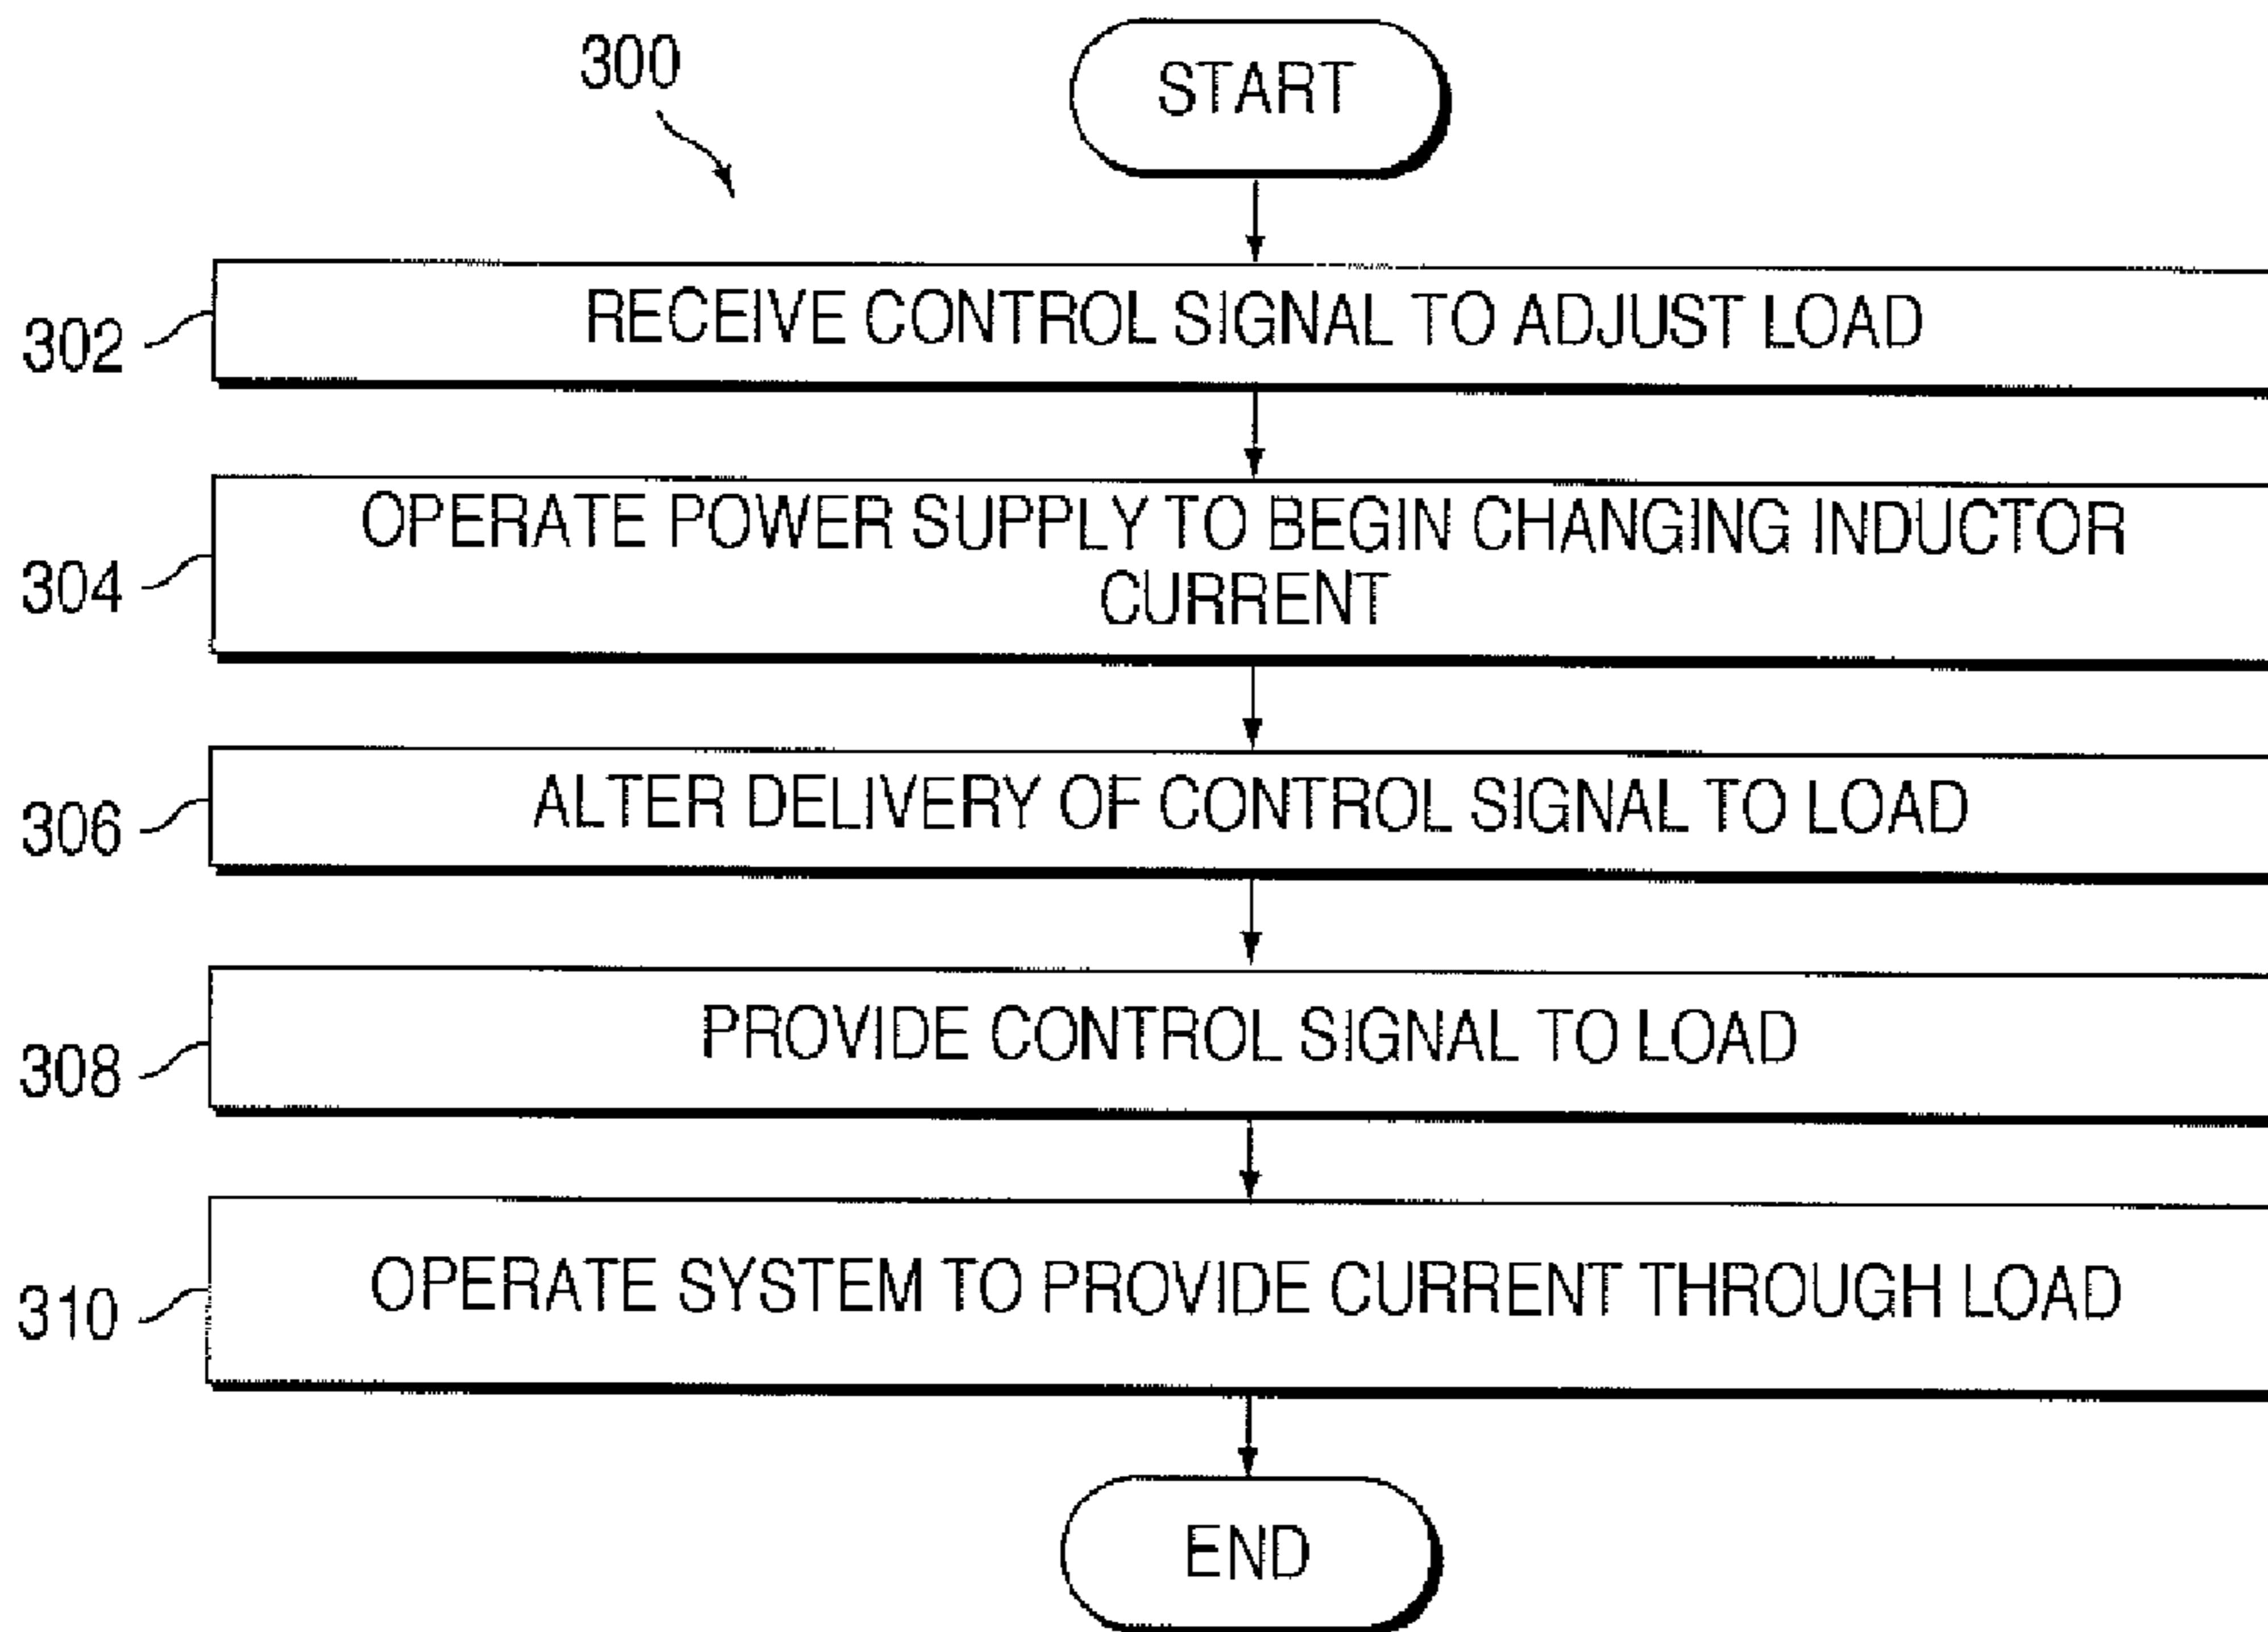 300
START
302
RECEIVE CONTROL SIGNAL TO ADJUST LOAD
304
OPERATE POWER SUPPLY TO BEGIN CHANGING INDUCTOR
CURRENT
306
ALTER DELIVERY OF CONTROL SIGNAL TO LOAD
308
PROVIDE CONTROL SIGNAL TO LOAD
310
OPERATE SYSTEM TO PROVIDE CURRENT THROUGH LOAD
END